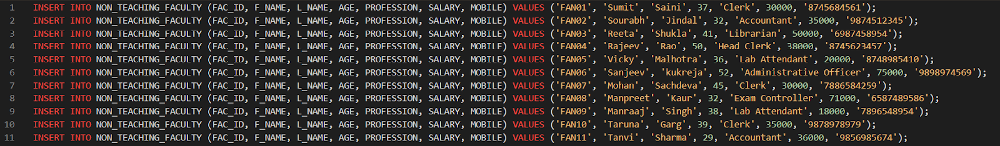 1 INSERT INTO NON_TEACHING_FACULTY (FAC_ID, F_NAME, L_NAME, AGE, PROFESSION, SALARY, MOBILE) VALUES ('FAN01', 'Sumit', 'Saini', 37, 'Clerk', 30000, '8745684561');
2 INSERT INTO NON_TEACHING_FACULTY (FAC_ID, F_NAME, L_NAME, AGE, PROFESSION, SALARY, MOBILE) VALUES ('FAN02', 'Sourabh', 'Jindal', 32, 'Accountant', 35000, '9874512345');
3 INSERT INTO NON_TEACHING_FACULTY (FAC_ID, F_NAME, L_NAME, AGE, PROFESSION, SALARY, MOBILE) VALUES ('FAN03', 'Reeta', 'Shukla', 41, 'Librarian', 50000, '6987458954');
4 INSERT INTO NON_TEACHING_FACULTY (FAC_ID, F_NAME, L_NAME, AGE, PROFESSION, SALARY, MOBILE) VALUES ('FAN04', 'Rajeev', 'Rao', 50, 'Head Clerk', 38000, '8745623457');
5 INSERT INTO NON_TEACHING_FACULTY (FAC_ID, F_NAME, L_NAME, AGE, PROFESSION, SALARY, MOBILE) VALUES ('FAN05', 'Vicky', 'Malhotra', 36, 'Lab Attendant', 20000, '8748985410');
6 INSERT INTO NON_TEACHING_FACULTY (FAC_ID, F_NAME, L_NAME, AGE, PROFESSION, SALARY, MOBILE) VALUES ('FAN06', 'Sanjeev', 'kukreja', 52, 'Administrative Officer', 75000, '9898974569');
7 INSERT INTO NON_TEACHING_FACULTY (FAC_ID, F_NAME, L_NAME, AGE, PROFESSION, SALARY, MOBILE) VALUES ('FAN07', 'Mohan', 'Sachdeva', 45, 'Clerk', 30000, '7886584259');
8 INSERT INTO NON_TEACHING_FACULTY (FAC_ID, F_NAME, L_NAME, AGE, PROFESSION, SALARY, MOBILE) VALUES ('FAN08', 'Manpreet', 'Kaur', 32, 'Exam Controller', 71000, '6587489586');
9 INSERT INTO NON_TEACHING_FACULTY (FAC_ID, F_NAME, L_NAME, AGE, PROFESSION, SALARY, MOBILE) VALUES ('FAN09', 'Manraaj', 'Singh', 38, 'Lab Attendant', 18000, '7896548954');
10 INSERT INTO NON_TEACHING_FACULTY (FAC_ID, F_NAME, L_NAME, AGE, PROFESSION, SALARY, MOBILE) VALUES ('FAN10', 'Taruna', 'Garg', 39, 'Clerk', 35000, '9878978979');
11 INSERT INTO NON_TEACHING_FACULTY (FAC_ID, F_NAME, L_NAME, AGE, PROFESSION, SALARY, MOBILE) VALUES ('FAN11', 'Tanvi', 'Sharma', 29, 'Accountant', 36000, '9856985674');